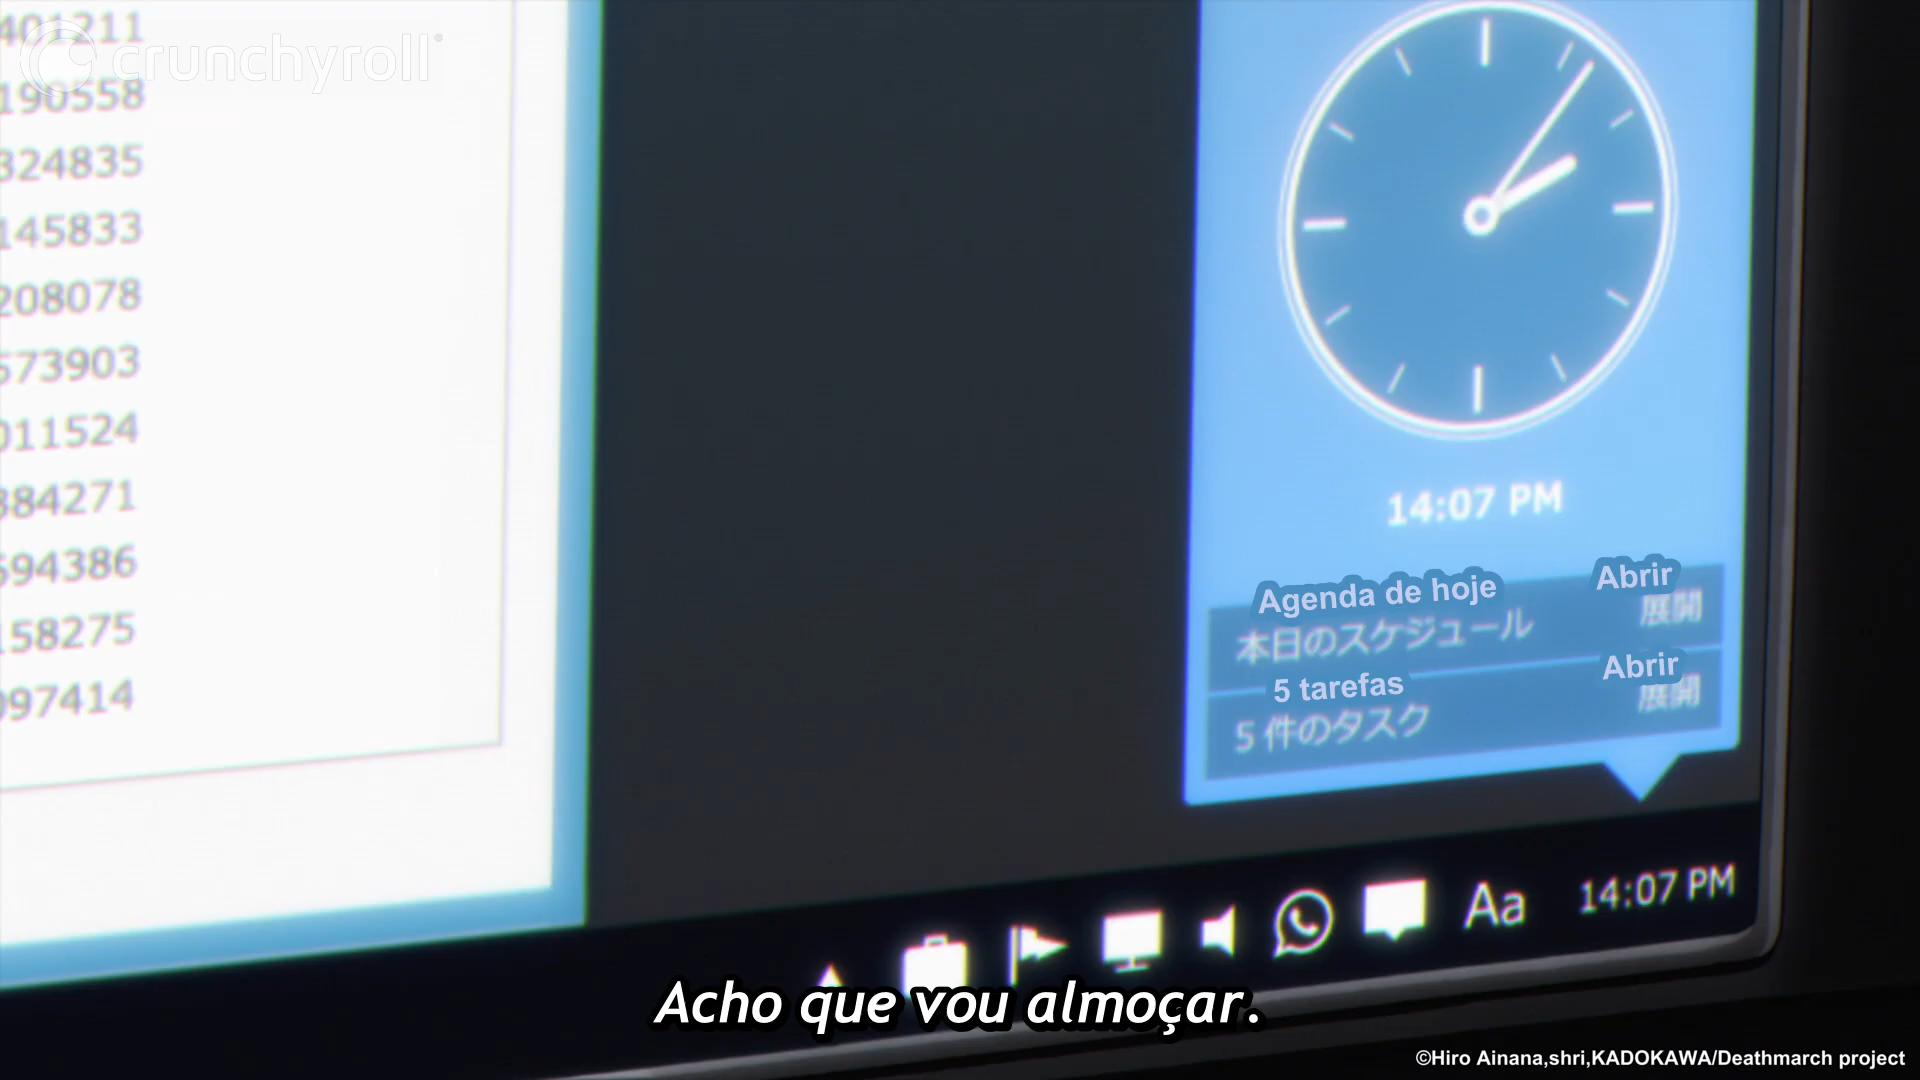 401211
crunchyroll
190558
324835
145833
208078
573903
011524
384271
594386
158275
097414
14:07 PM
Agenda de hoje
Abrir
本日のスケジュール
展開
5 tarefas
Abrir
5 件のタスク
展開
Aa
14:07 PM
Acho que vou almoçar.
©Hiro Ainana,shri,KADOKAWA/Deathmarch project